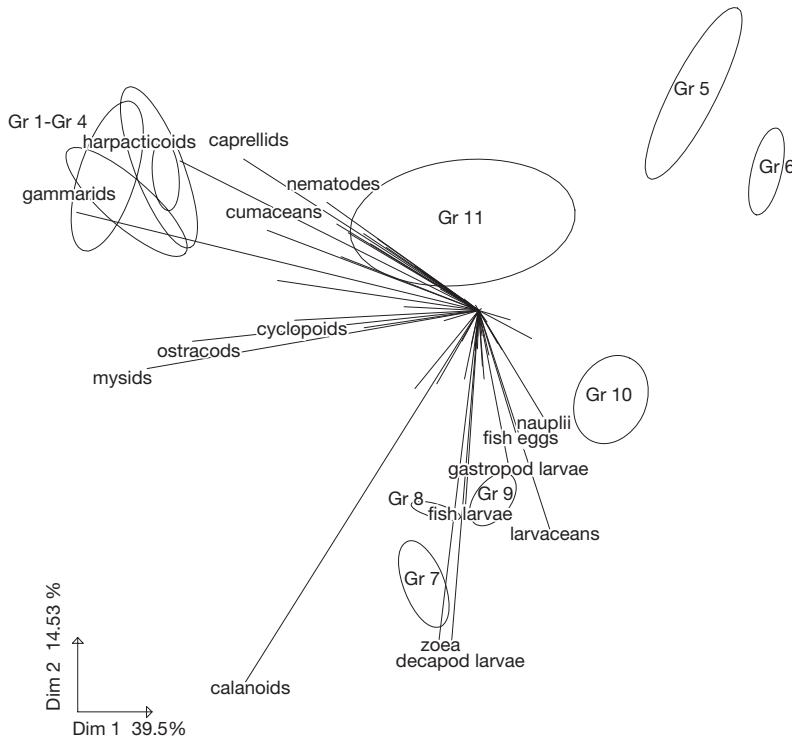 Gr 5
Gr 1-Gr 4
harpacticoids
caprellids
Gr 6
nematodes
gammarids
cumaceans
Gr 11
cyclopoids
ostracods
mysids
Gr 10
nauplii
fish eggs
gastropod larvae
Gr 8
Gr 9
fish larvae
larvaceans
Gr 7
zoea
decapod larvae
calanoids
Dim 2 14.53 %
Dim 1 39.5%